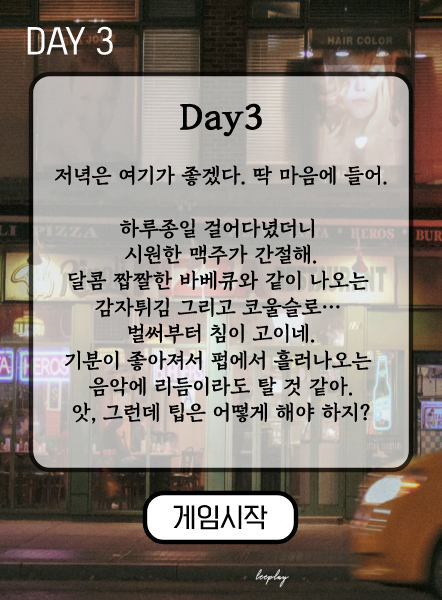 DAY 3
HAIR COLOR
Day3
저녁은 여기가 좋겠다. 딱 마음에 들어.
하루종일 걸어다녔더니
시원한 맥주가 간절해.
달콤 짭짤한 바베큐와 같이 나오는
감자튀김 그리고 코울슬로…
벌써부터 침이 고이네.
기분이 좋아져서 펍에서 흘러나오는
음악에 리듬이라도 탈 것 같아.
앗, 그런데 팁은 어떻게 해야 하지?
PIZZA
HEROS
HEROS
게임시작
leeplay